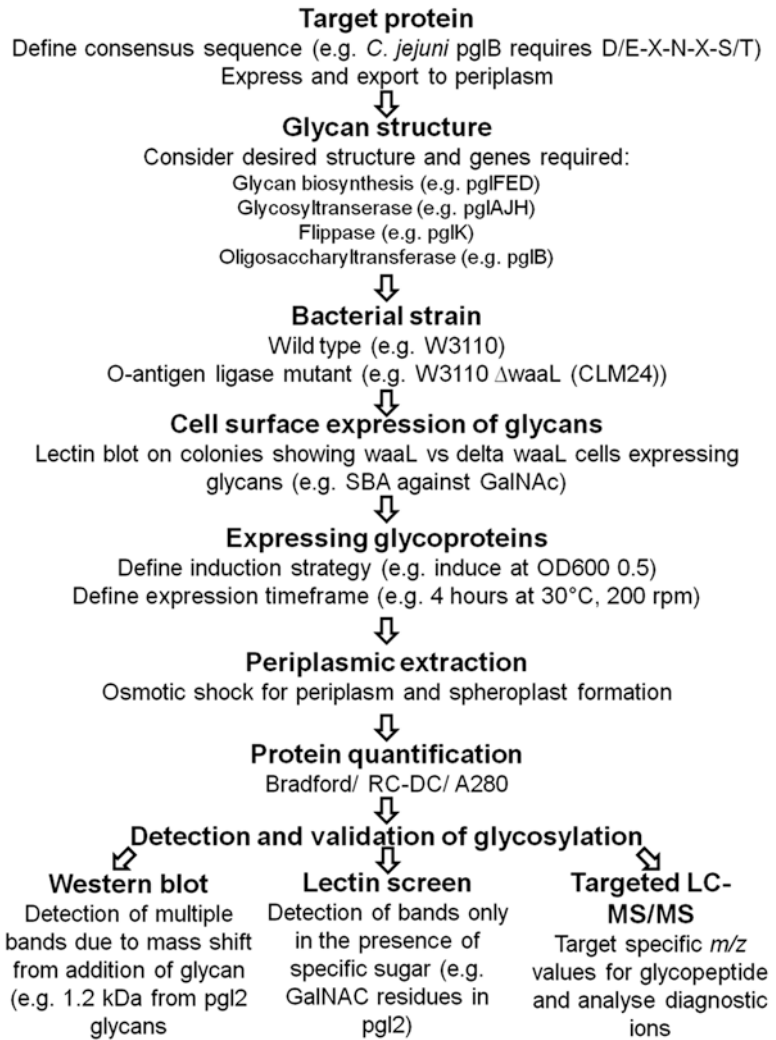 Target protein
Define consensus sequence (e.g. C. jejuni pglB requires D/E-X-N-X-S/T)
Express and export to periplasm
Glycan structure
Consider desired structure and genes required:
Glycan biosynthesis (e.g. pglFED)
Glycosyltranserase (e.g. pglAJH)
Flippase (e.g. pglK)
Oligosaccharyltransferase (e.g. pglB)
Bacterial strain
Wild type (e.g. W3110)
O-antigen ligase mutant (e.g. W3110 ΔwaaL (CLM24))
Cell surface expression of glycans
Lectin blot on colonies showing waaL vs delta waaL cells expressing
glycans (e.g. SBA against GalNAc)
Expressing glycoproteins
Define induction strategy (e.g. induce at OD600 0.5)
Define expression timeframe (e.g. 4 hours at 30°C, 200 rpm)
Periplasmic extraction
Osmotic shock for periplasm and spheroplast formation
Protein quantification
Bradford/ RC-DC/ A280
Detection and validation of glycosylation
Western blot
Detection of multiple
bands due to mass shift
from addition of glycan
(e.g. 1.2 kDa from pgl2
glycans
Lectin screen
Detection of bands only
in the presence of
specific sugar (e.g.
GalNAC residues in
pgl2)
Targeted LC-
MS/MS
Target specific m/z
values for glycopeptide
and analyse diagnostic
ions